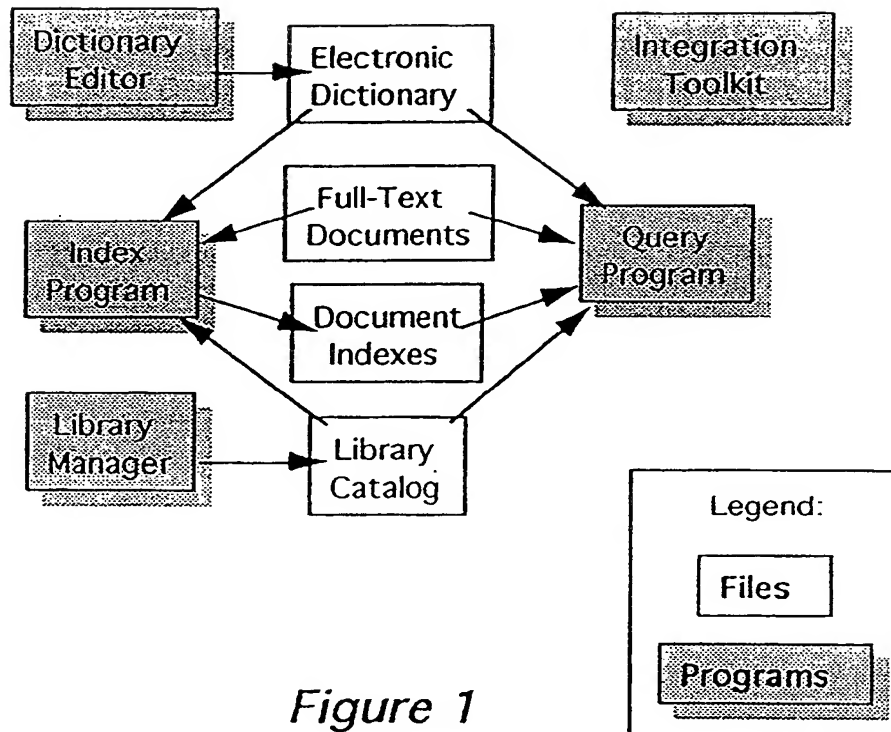 Dictionary
Editor
Electronic
Dictionary
Integration
Toolkit
Full-Text
Documents
Index
Program
Query
Program
Document
Indexes
Library
Manager
Library
Catalog
Legend:
Files
Programs
Figure 1